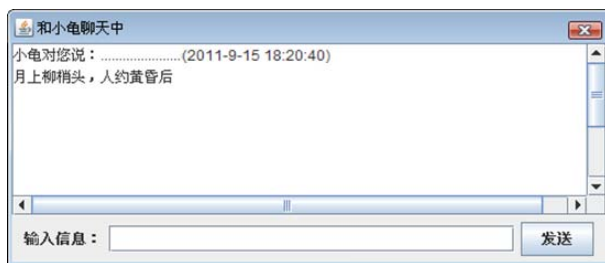 和小龟聊天中
小龟对您说：......................(2011-9-15 18:20:40)
月上柳梢头，人约黄昏后
输入信息：
发送